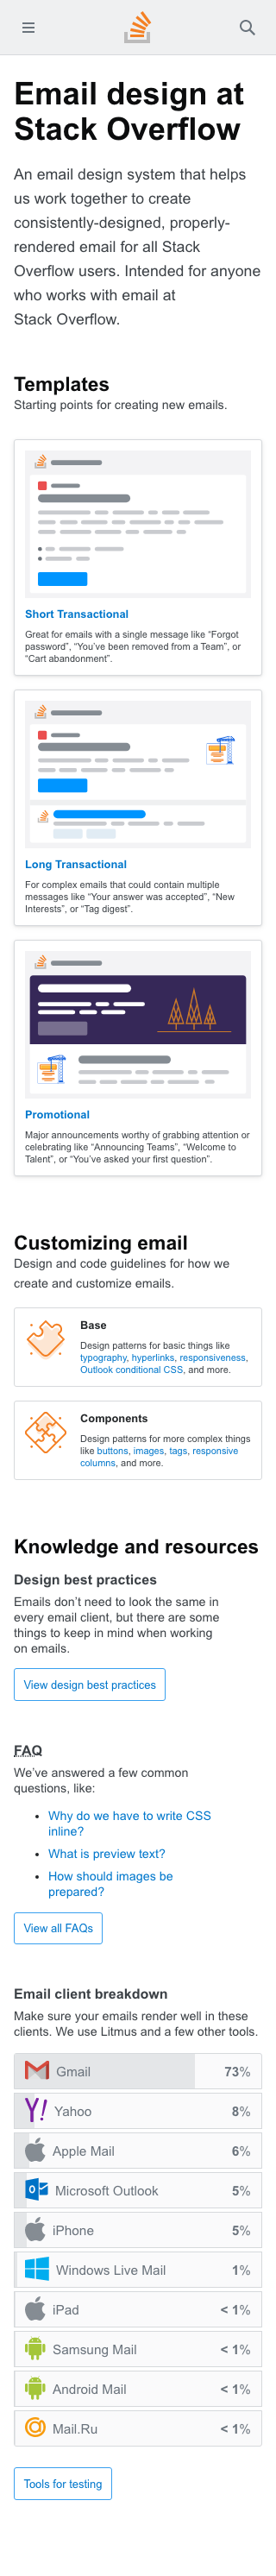 Email design at
Stack Overflow
An email design system that helps
us work together to create
consistently-designed, properly-
rendered email for all Stack
Overflow users. Intended for anyone
who works with email at
Stack Overflow.
Templates
Starting points for creating new emails.
Short Transactional
Great for emails with a single message like “Forgot
password”, “You’ve been removed from a Team”, or
“Cart abandonment”.
Long Transactional
For complex emails that could contain multiple
messages like “Your answer was accepted”, “New
Interests”, or “Tag digest”.
Promotional
Major announcements worthy of grabbing attention or
celebrating like “Announcing Teams”, “Welcome to
Talent”, or “You’ve asked your first question”.
Customizing email
Design and code guidelines for how we
create and customize emails.
Base
Design patterns for basic things like
typography, hyperlinks, responsiveness,
Outlook conditional CSS, and more.
Components
Design patterns for more complex things
like buttons, images, tags, responsive
columns, and more.
Knowledge and resources
Design best practices
Emails don’t need to look the same in
every email client, but there are some
things to keep in mind when working
on emails.
View design best practices
FAQ
We’ve answered a few common
questions, like:
• Why do we have to write CSS
inline?
• What is preview text?
• How should images be
prepared?
View all FAQs
Email client breakdown
Make sure your emails render well in these
clients. We use Litmus and a few other tools.
Gmail 73%
Yahoo 8%
Apple Mail 6%
Microsoft Outlook 5%
iPhone 5%
Windows Live Mail 1%
iPad < 1%
Samsung Mail < 1%
Android Mail < 1%
Mail.Ru < 1%
Tools for testing